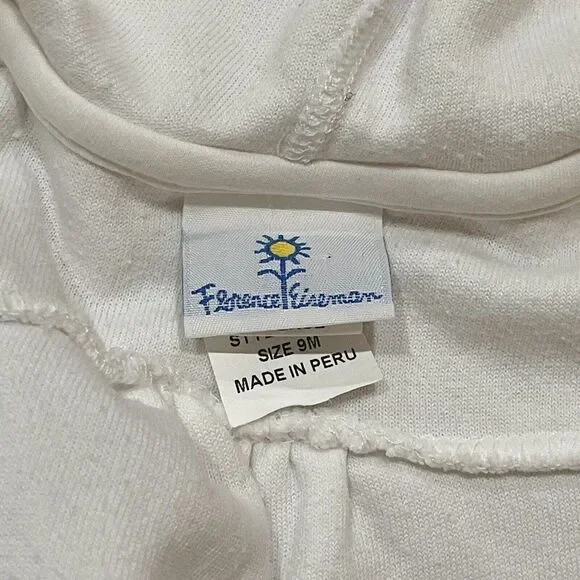 Florence Eiseman
SIZE 9M
MADE IN PERU